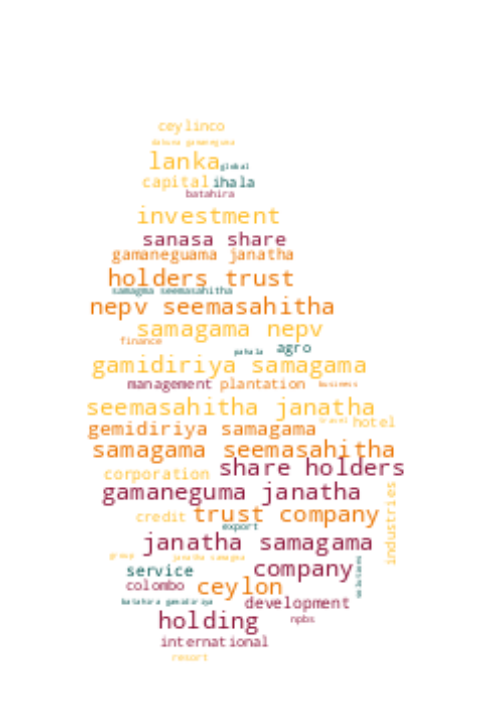 ceylinco
dakuna gamaneguma
lanka global
capital ihala
batahira
investment
sanasa share
gamaneguama janatha
holders trust
samagma seemasahitha
nepv seemasahitha
samagama nepv
finance
pahala agro
gamidiriya samagama
management plantation business
seemasahitha janatha
travel hotel
gemidiriya samagama
samagama seemasahitha
share holders
corporation
gamaneguma janatha
industries
credit trust company
export
janatha samagama
group janatha samagma
company
service
solutions
colombo ceylon
batahira gamidiriya development
holding npbs
international
resort